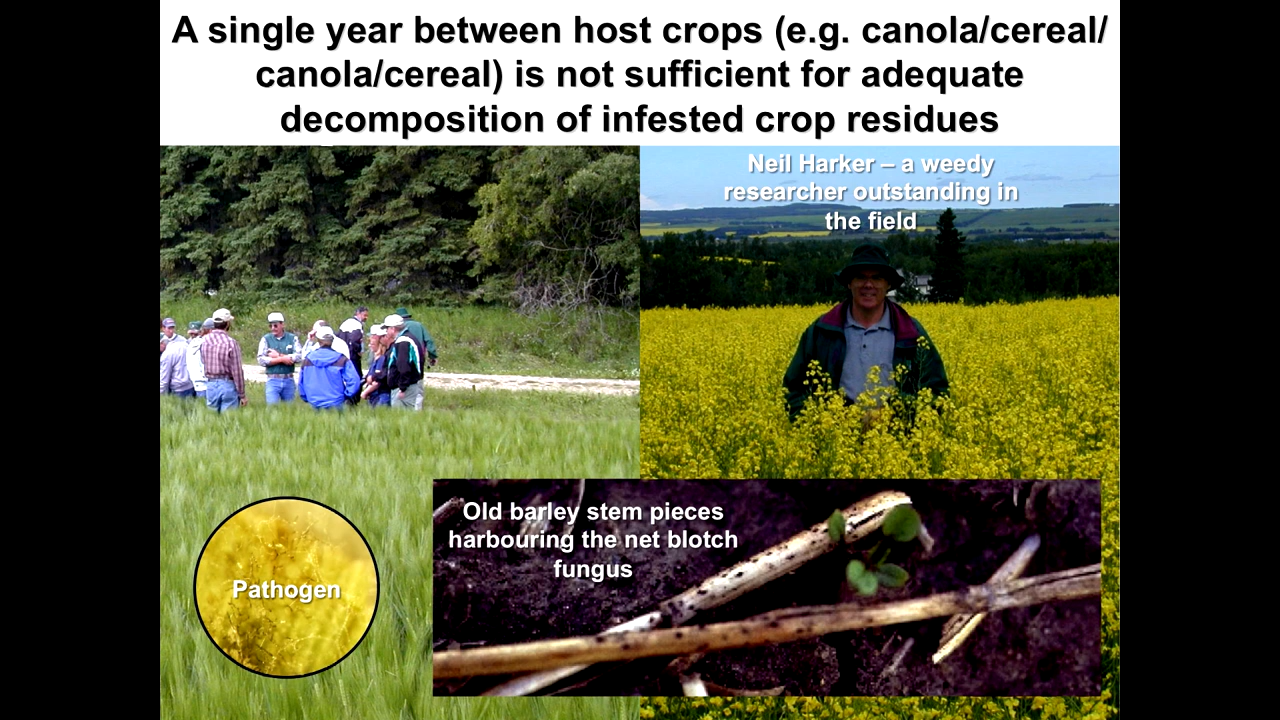 A single year between host crops (e.g. canola/cereal/
canola/cereal) is not sufficient for adequate
decomposition of infested crop residues
Neil Harker – a weedy
researcher outstanding in
the field
Old barley stem pieces
harbouring the net blotch
fungus
Pathogen